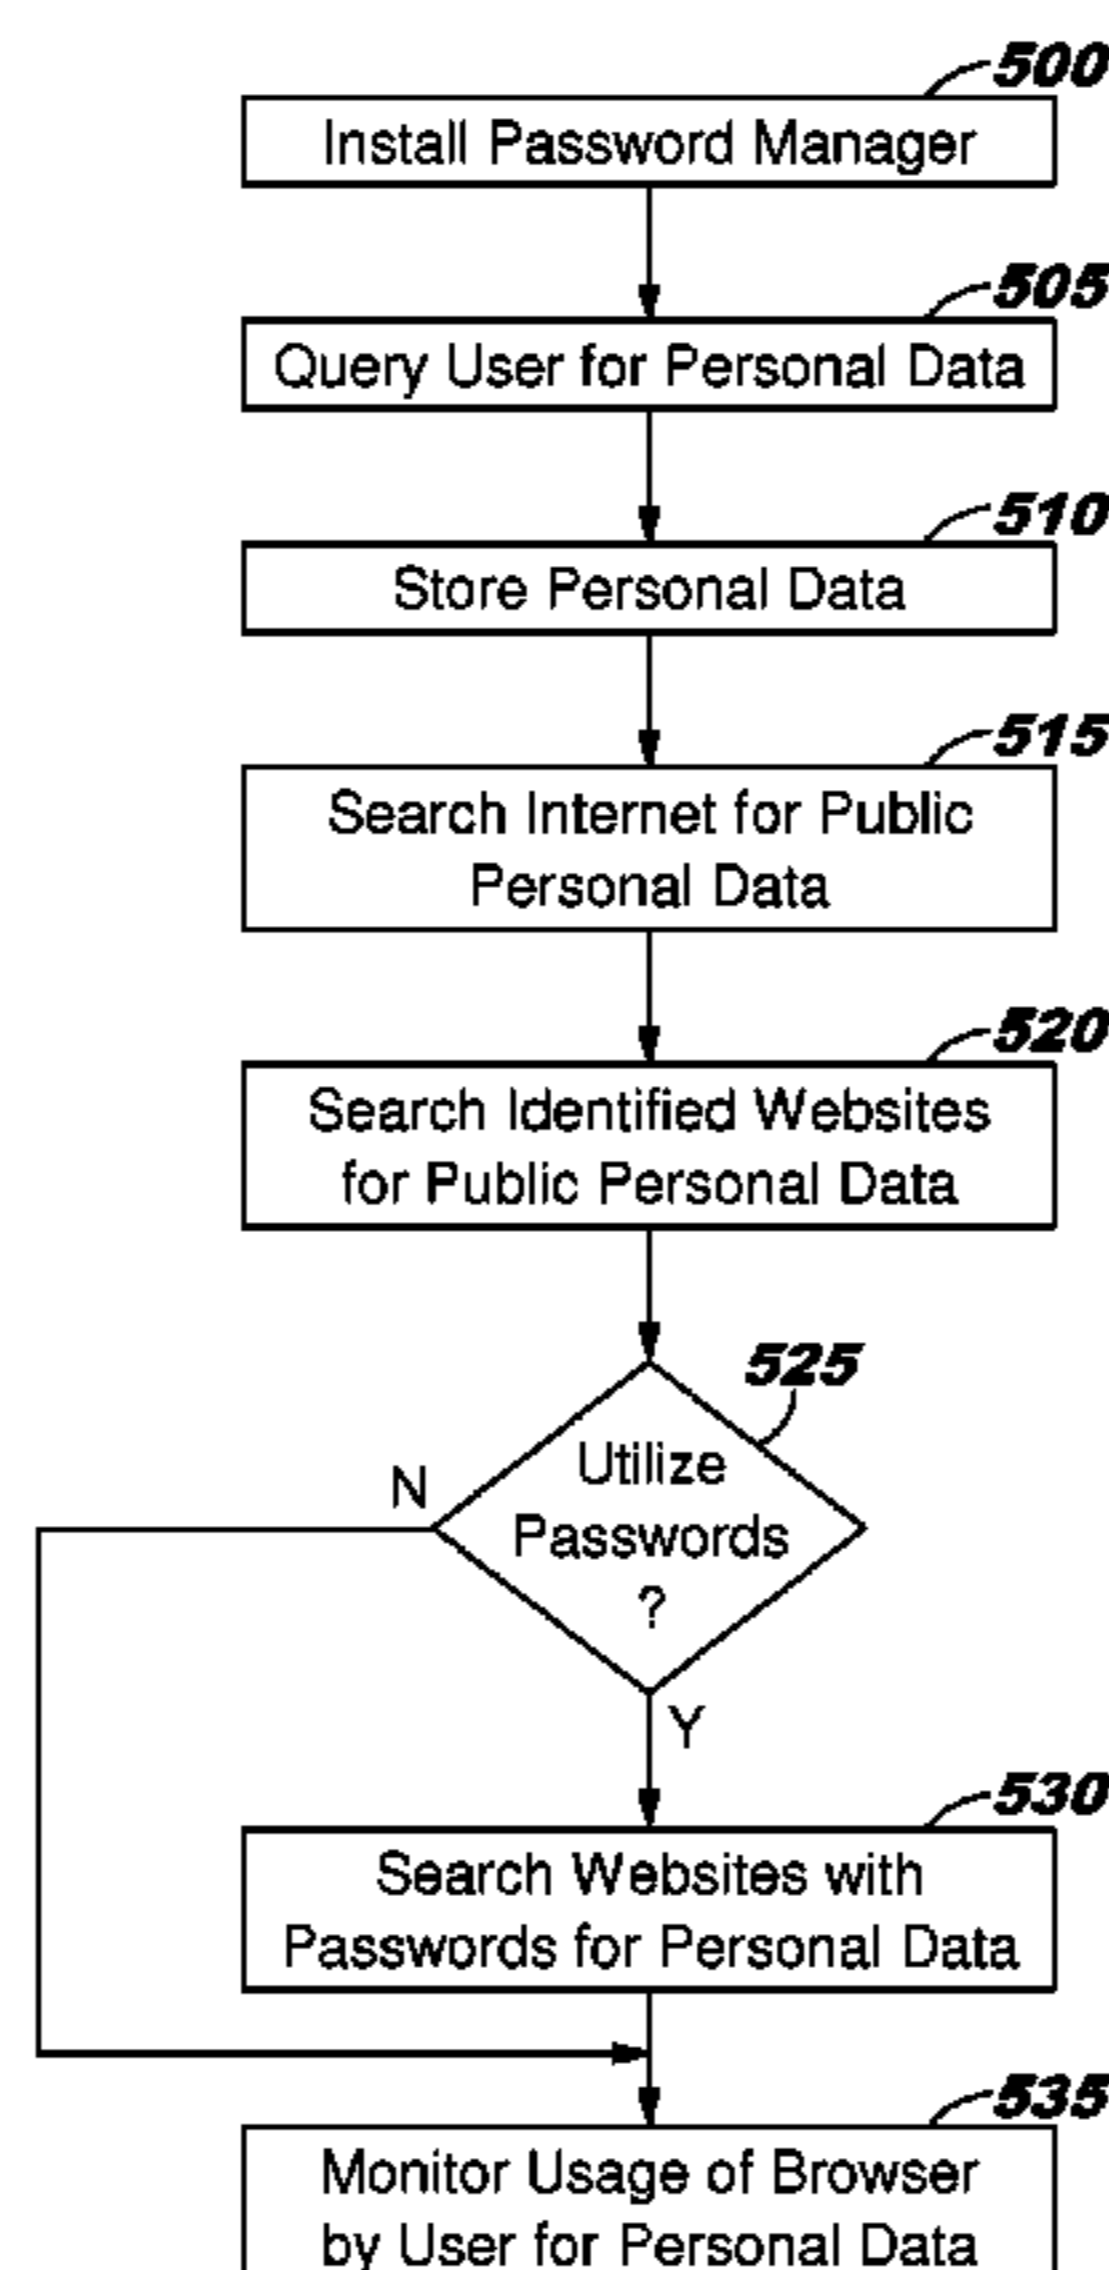 500
Install Password Manager
505
Query User for Personal Data
510
Store Personal Data
515
Search Internet for Public
Personal Data
520
Search Identified Websites
for Public Personal Data
525
Utilize
Passwords
?
N
Y
530
Search Websites with
Passwords for Personal Data
535
Monitor Usage of Browser
by User for Personal Data